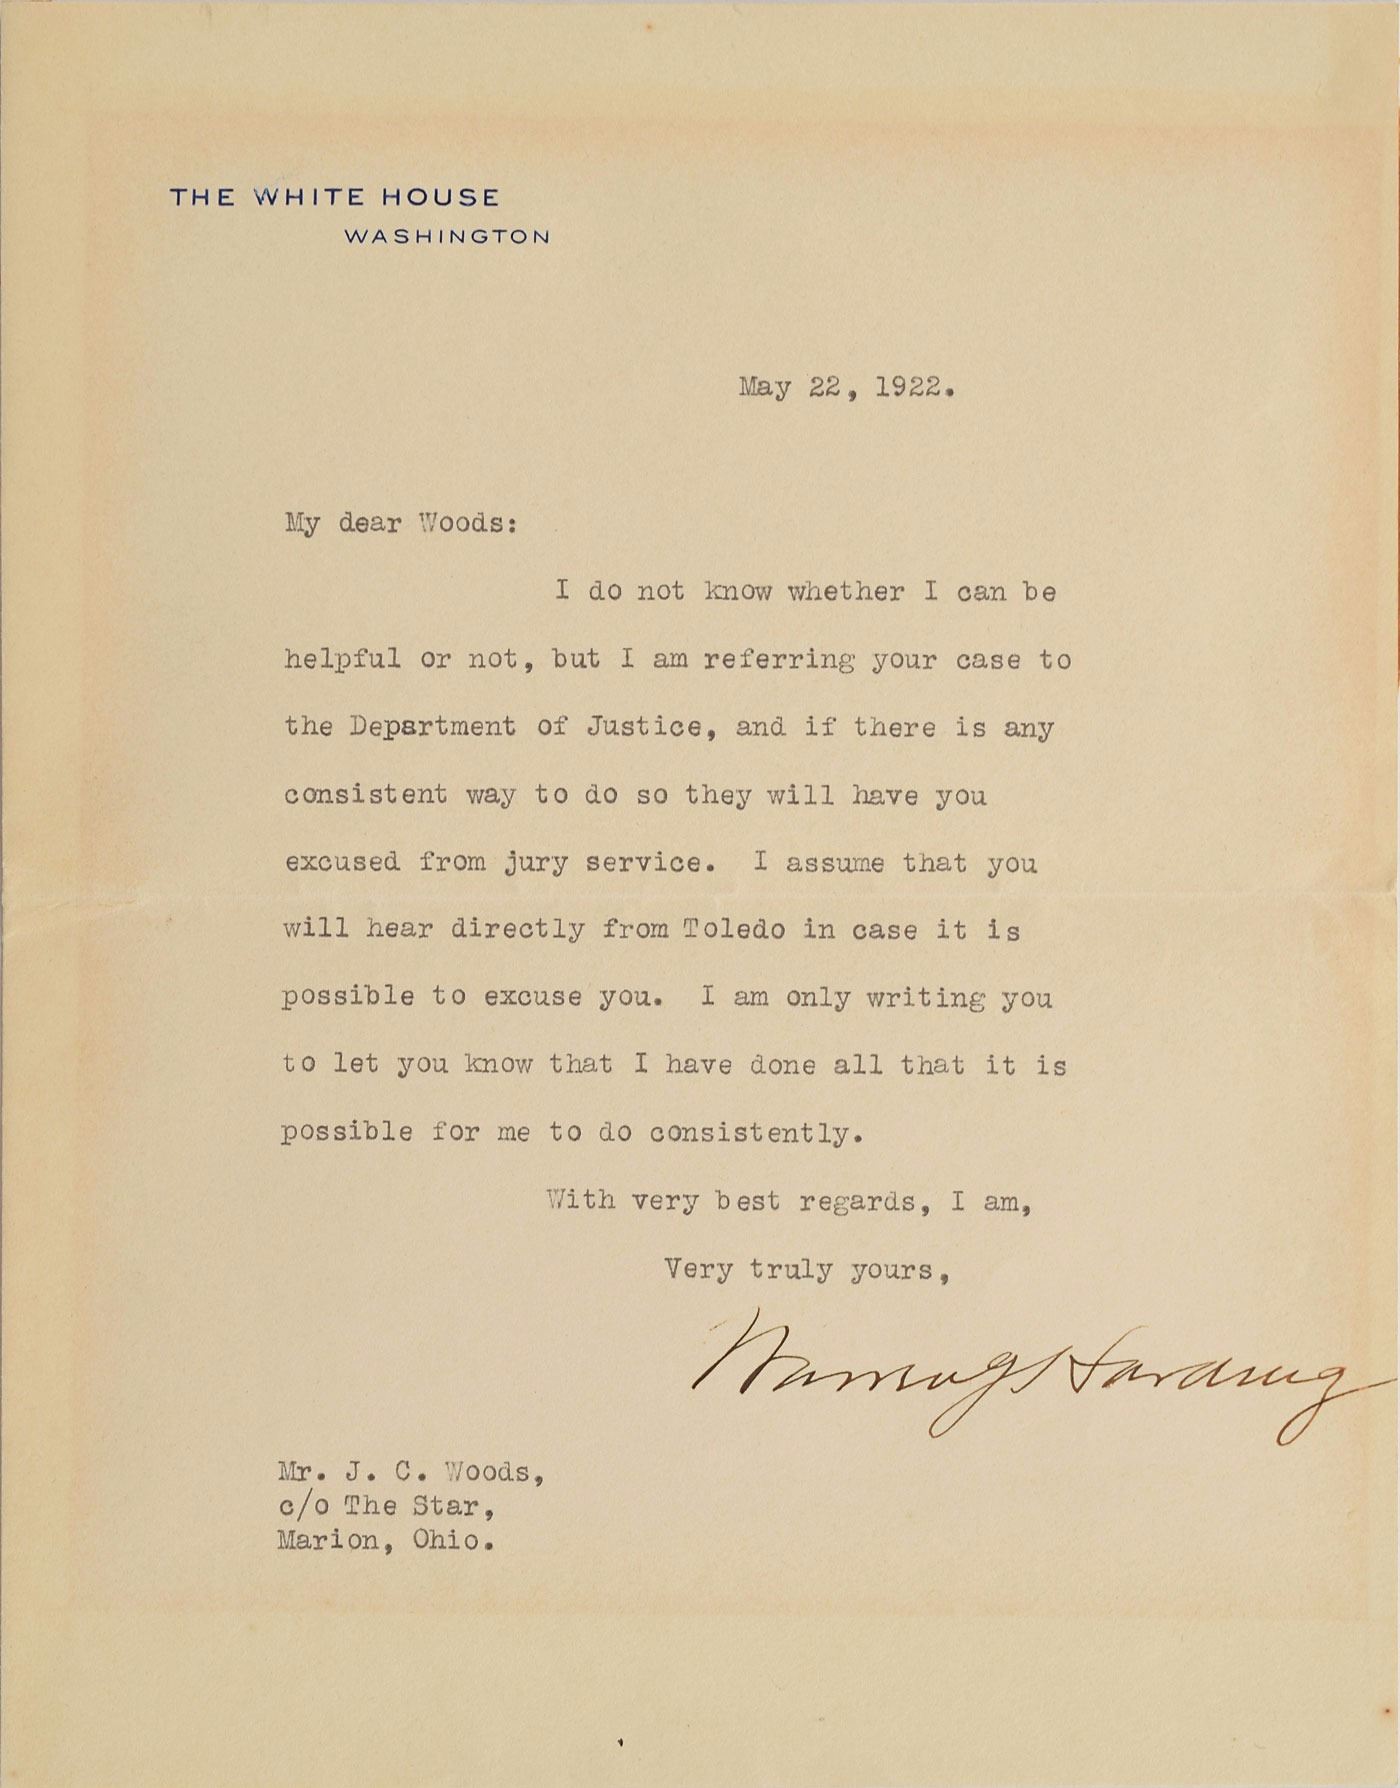 THE WHITE HOUSE
WASHINGTON
May 22, 1922.
My dear Woods:
I do not know whether I can be
helpful or not, but I am referring your case to
the Department of Justice, and if there is any
consistent way to do so they will have you
excused from jury service. I assume that you
will hear directly from Toledo in case it is
possible to excuse you. I am only writing you
to let you know that I have done all that it is
possible for me to do consistently.
With very best regards, I am,
Very truly yours,
Warren G Harding
Mr. J. C. Woods,
c/o The Star,
Marion, Ohio.